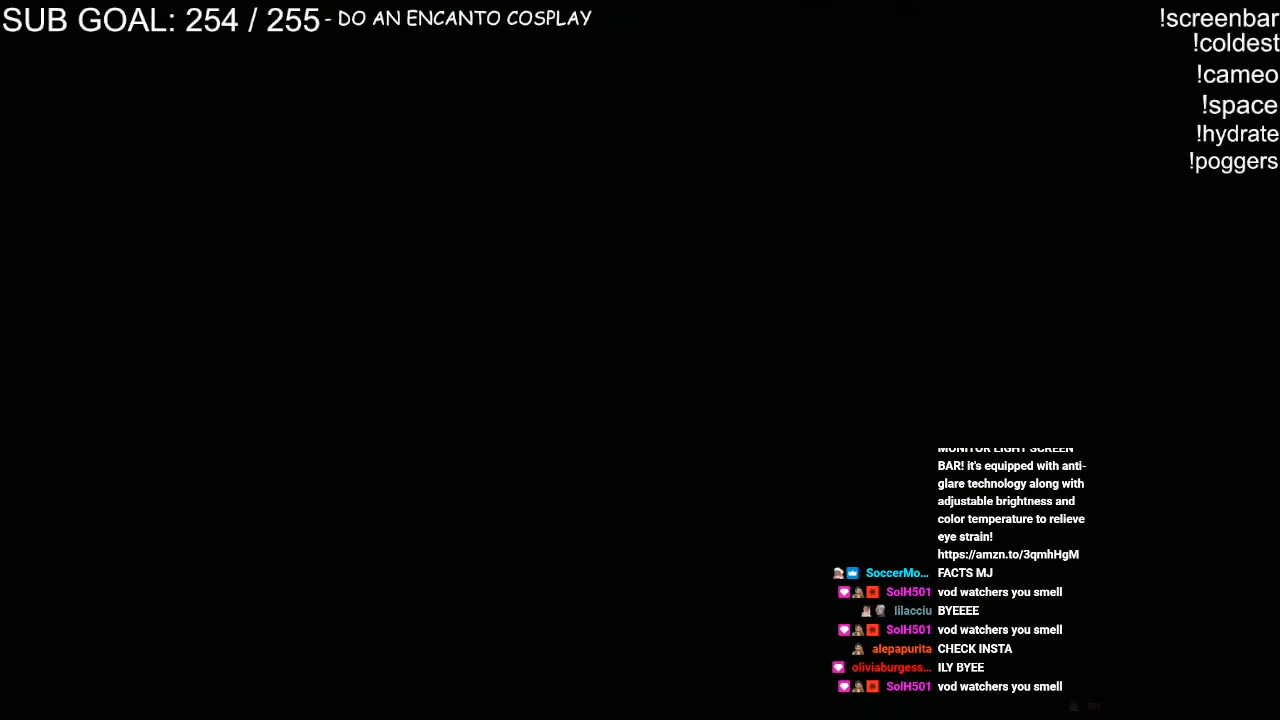 SUB GOAL: 254 / 255 - DO AN ENCANTO COSPLAY
!screenbar
!coldest
!cameo
!space
!hydrate
!poggers
MONITOR LIGHT SCREEN
BAR! it's equipped with anti-
glare technology along with
adjustable brightness and
color temperature to relieve
eye strain!
https://amzn.to/3qmhHgM
SoccerMo... FACTS MJ
SolH501 vod watchers you smell
lilacciu BYEEEE
SolH501 vod watchers you smell
alepapurita CHECK INSTA
oliviaburgess... ILY BYEE
SolH501 vod watchers you smell